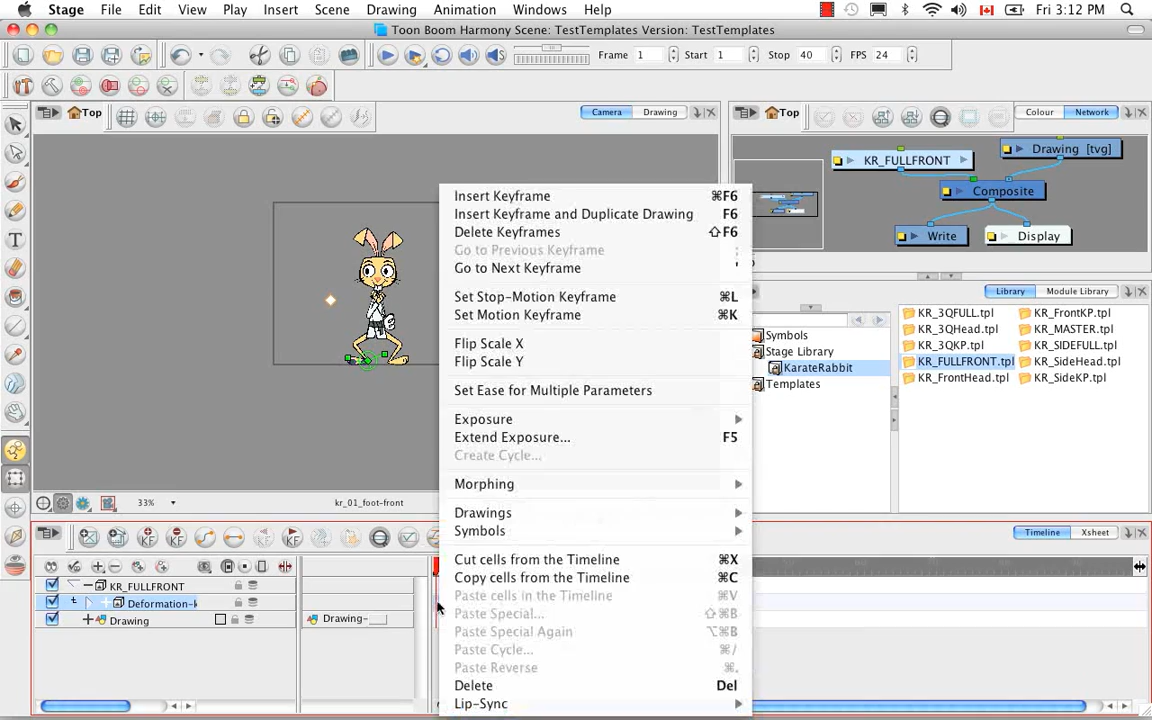 Stage File Edit View Play Insert Scene Drawing Animation Windows Help Fri 3:12 PM
Toon Boom Harmony Scene: TestTemplates Version: TestTemplates
Frame 1 Start 1 Stop 40 FPS 24
Top Camera Drawing Top Colour Network
KR_FULLFRONT Drawing [tvg]
Composite
Write Display
Insert Keyframe ⌘F6
Insert Keyframe and Duplicate Drawing F6
Delete Keyframes ⇧F6
Go to Previous Keyframe ;
Go to Next Keyframe '
Set Stop-Motion Keyframe ⌘L
Set Motion Keyframe ⌘K
Flip Scale X
Flip Scale Y
Set Ease for Multiple Parameters
Exposure
Extend Exposure... F5
Create Cycle...
Morphing
Drawings
Symbols
Cut cells from the Timeline ⌘X
Copy cells from the Timeline ⌘C
Paste cells in the Timeline ⌘V
Paste Special... ⇧⌘B
Paste Special Again ⌥⌘B
Paste Cycle... ⌘/
Paste Reverse ⌘.
Delete Del
Lip-Sync
Library Module Library
Symbols
Stage Library
KarateRabbit
Templates
KR_3QFULL.tpl KR_FrontKP.tpl
KR_3QHead.tpl KR_MASTER.tpl
KR_3QKP.tpl KR_SIDEFULL.tpl
KR_FULLFRONT.tpl KR_SideHead.tpl
KR_FrontHead.tpl KR_SideKP.tpl
33% kr_01_foot-front
Timeline Xsheet
KR_FULLFRONT
Deformation-k
Drawing Drawing-